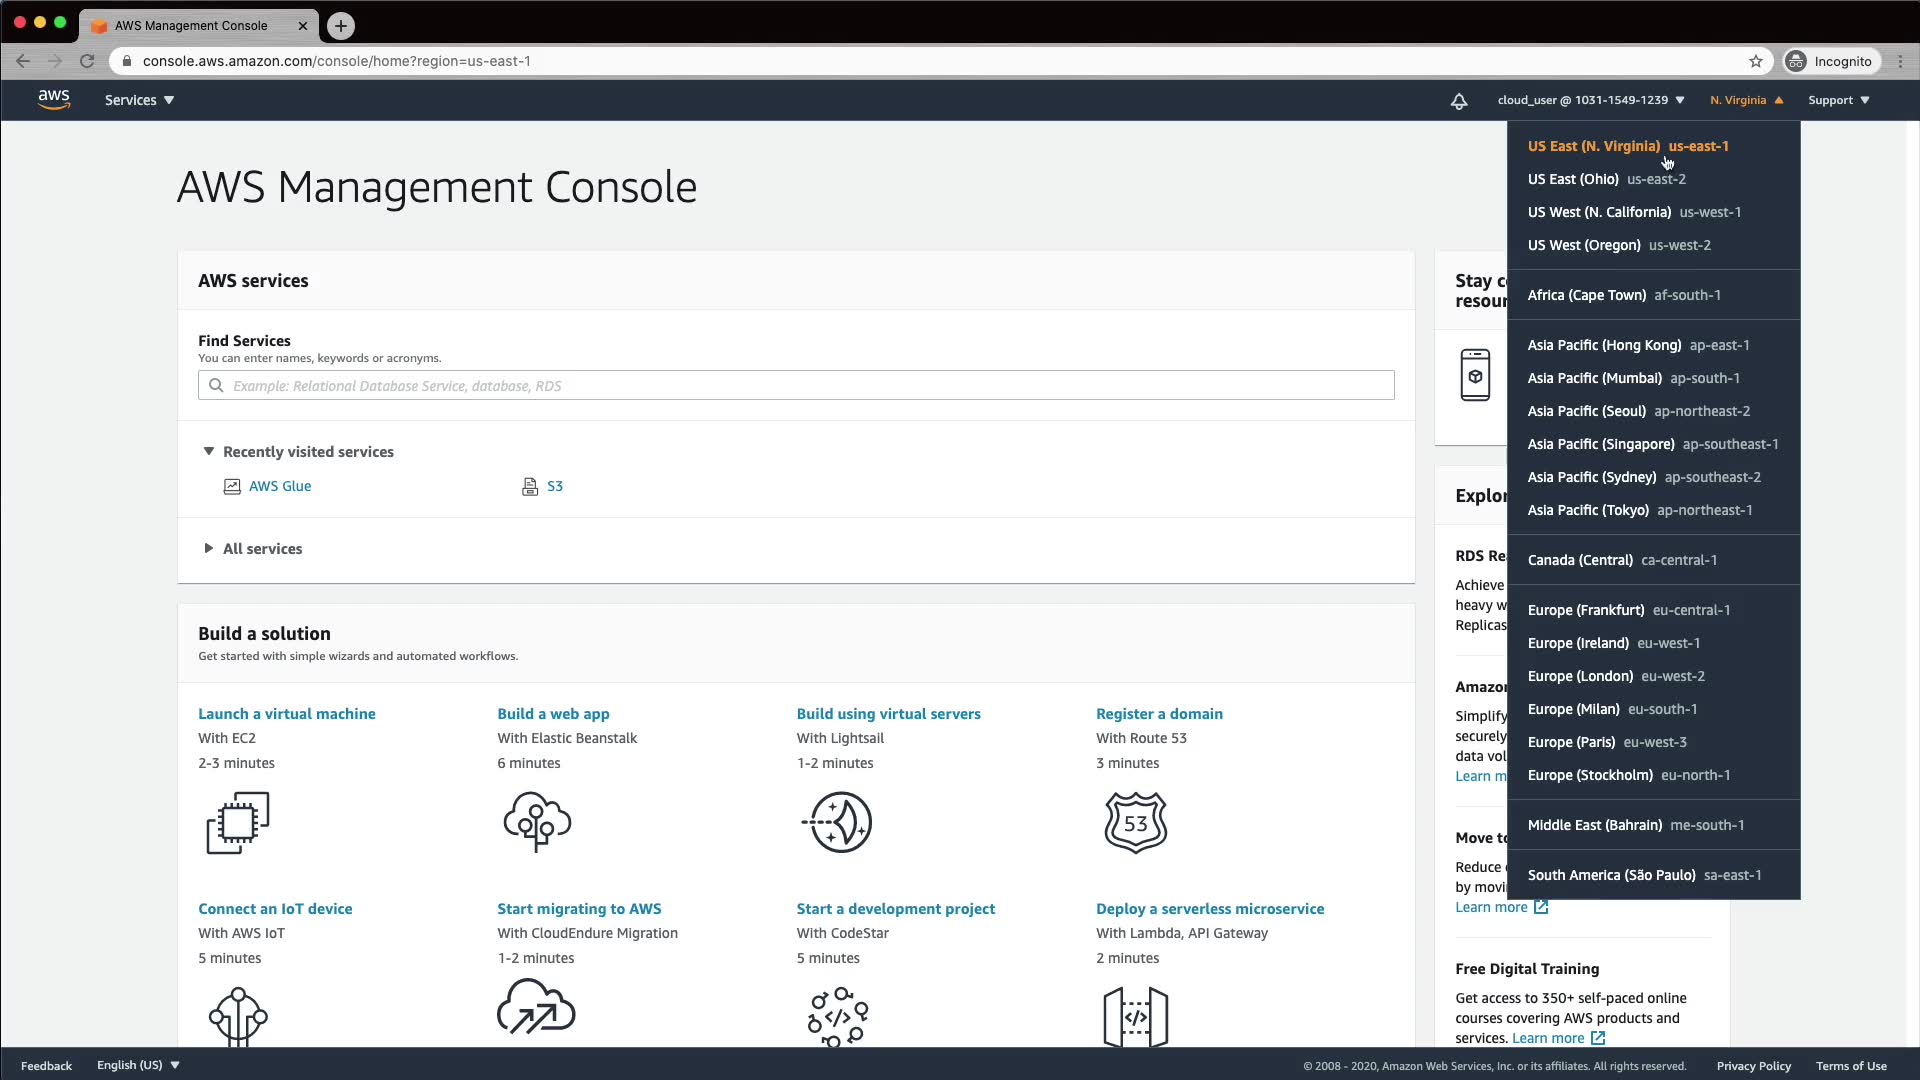 AWS Management Console
console.aws.amazon.com/console/home?region=us-east-1
Incognito
aws
Services
cloud_user @ 1031-1549-1239
N. Virginia
Support
AWS Management Console
AWS services
Find Services
You can enter names, keywords or acronyms.
Example: Relational Database Service, database, RDS
Recently visited services
AWS Glue
S3
All services
Build a solution
Get started with simple wizards and automated workflows.
Launch a virtual machine
With EC2
2-3 minutes
Build a web app
With Elastic Beanstalk
6 minutes
Build using virtual servers
With Lightsail
1-2 minutes
Register a domain
With Route 53
3 minutes
53
Connect an IoT device
With AWS IoT
5 minutes
Start migrating to AWS
With CloudEndure Migration
1-2 minutes
Start a development project
With CodeStar
5 minutes
Deploy a serverless microservice
With Lambda, API Gateway
2 minutes
Stay
RDS
Achieve
heavy
Replicas
Simplify
securely
data
Learn
Move
Reduce
by
Learn more
Free Digital Training
Get access to 350+ self-paced online
courses covering AWS products and
services. Learn more
US East (N. Virginia) us-east-1
US East (Ohio) us-east-2
US West (N. California) us-west-1
US West (Oregon) us-west-2
Africa (Cape Town) af-south-1
Asia Pacific (Hong Kong) ap-east-1
Asia Pacific (Mumbai) ap-south-1
Asia Pacific (Seoul) ap-northeast-2
Asia Pacific (Singapore) ap-southeast-1
Asia Pacific (Sydney) ap-southeast-2
Asia Pacific (Tokyo) ap-northeast-1
Canada (Central) ca-central-1
Europe (Frankfurt) eu-central-1
Europe (Ireland) eu-west-1
Europe (London) eu-west-2
Europe (Milan) eu-south-1
Europe (Paris) eu-west-3
Europe (Stockholm) eu-north-1
Middle East (Bahrain) me-south-1
South America (São Paulo) sa-east-1
Feedback
English (US)
© 2008 - 2020, Amazon Web Services, Inc. or its affiliates. All rights reserved.
Privacy Policy
Terms of Use